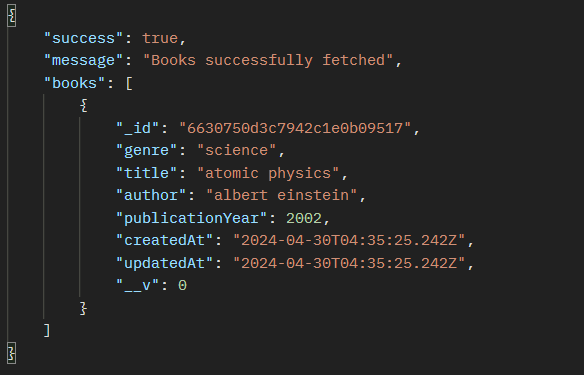 {
"success": true,
"message": "Books successfully fetched",
"books": [
{
"_id": "6630750d3c7942c1e0b09517",
"genre": "science",
"title": "atomic physics",
"author": "albert einstein",
"publicationYear": 2002,
"createdAt": "2024-04-30T04:35:25.242Z",
"updatedAt": "2024-04-30T04:35:25.242Z",
"__v": 0
}
]
}